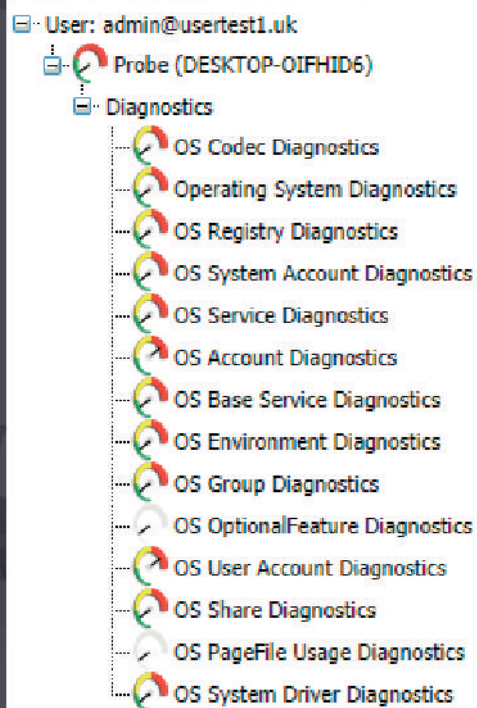 User: admin@usertest1.uk
Probe (DESKTOP-OIFHID6)
Diagnostics
OS Codec Diagnostics
Operating System Diagnostics
OS Registry Diagnostics
OS System Account Diagnostics
OS Service Diagnostics
OS Account Diagnostics
OS Base Service Diagnostics
OS Environment Diagnostics
OS Group Diagnostics
OS OptionalFeature Diagnostics
OS User Account Diagnostics
OS Share Diagnostics
OS PageFile Usage Diagnostics
OS System Driver Diagnostics